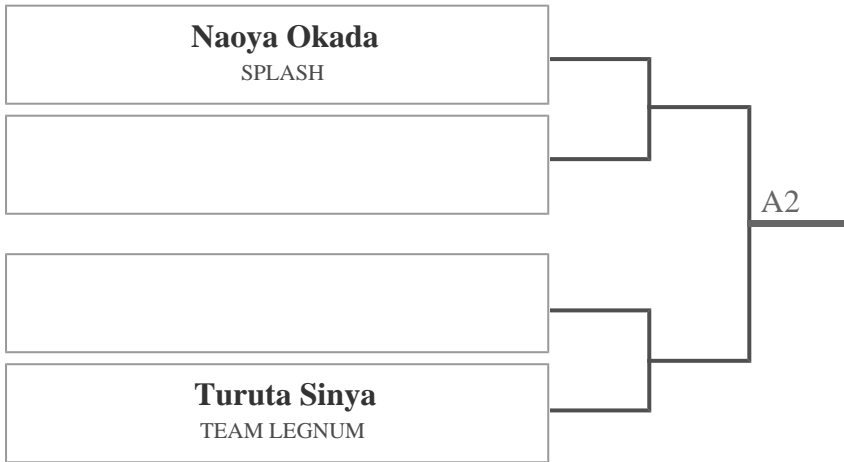 Naoya Okada
SPLASH
A2
Turuta Sinya
TEAM LEGNUM